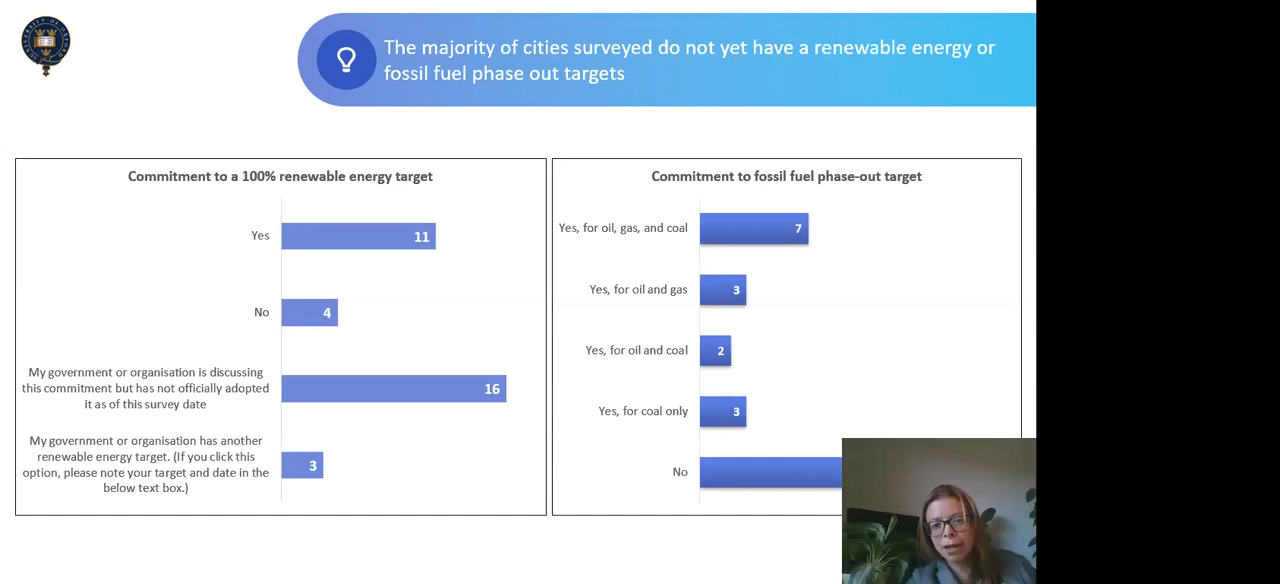 The majority of cities surveyed do not yet have a renewable energy or
fossil fuel phase out targets
Commitment to a 100% renewable energy target
Yes
11
No
4
My government or organisation is discussing
this commitment but has not officially adopted
it as of this survey date
16
My government or organisation has another
renewable energy target. (If you click this
option, please note your target and date in the
below text box.)
3
Commitment to fossil fuel phase-out target
Yes, for oil, gas, and coal
7
Yes, for oil and gas
3
Yes, for oil and coal
2
Yes, for coal only
3
No